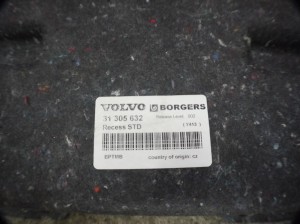 VOLVO BORGERS
31 305 632
Recess STD
country of origin: cz